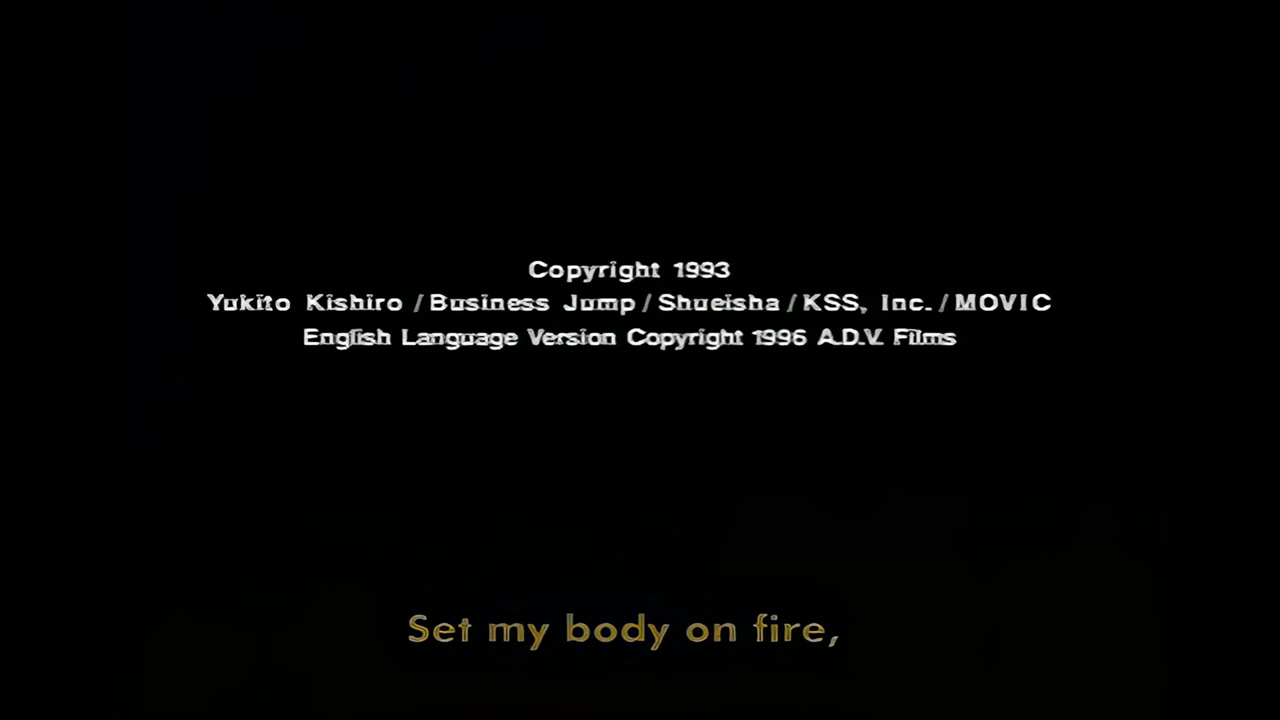 Copyright 1993
Yukito Kishiro / Business Jump / Shueisha / KSS, Inc. / MOVIC
English Language Version Copyright 1996 A.D.V. Films
Set my body on fire,